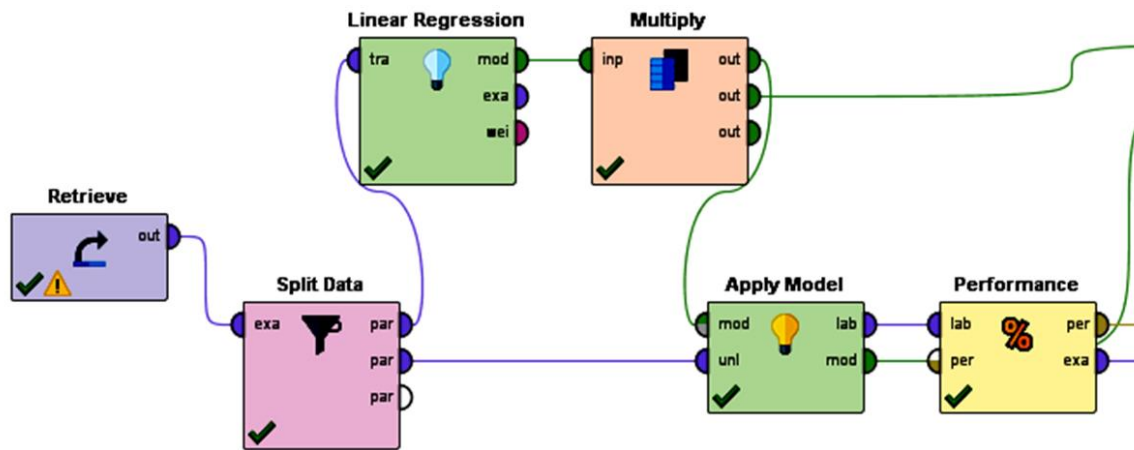 Linear Regression
tra
mod
exa
■ei
Multiply
inp
out
out
out
Retrieve
out
Split Data
exa
par
par
par
Apply Model
mod
unl
lab
mod
Performance
%
lab
per
per
exa